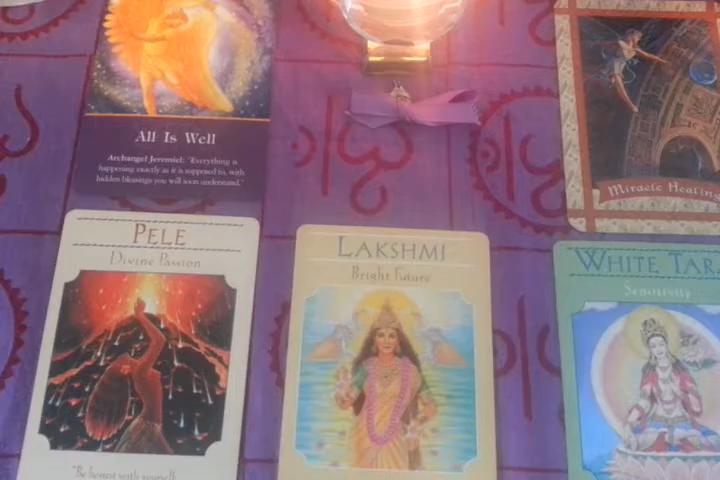 All Is Well
Archangel Jeremiel: "Everything is
happening exactly as it is supposed to, with
hidden blessings you will soon understand."
Miracle Healing
PELE
Divine Passion
"Be honest with yourself
LAKSHMI
Bright Future
WHITE TARA
Sensitivity